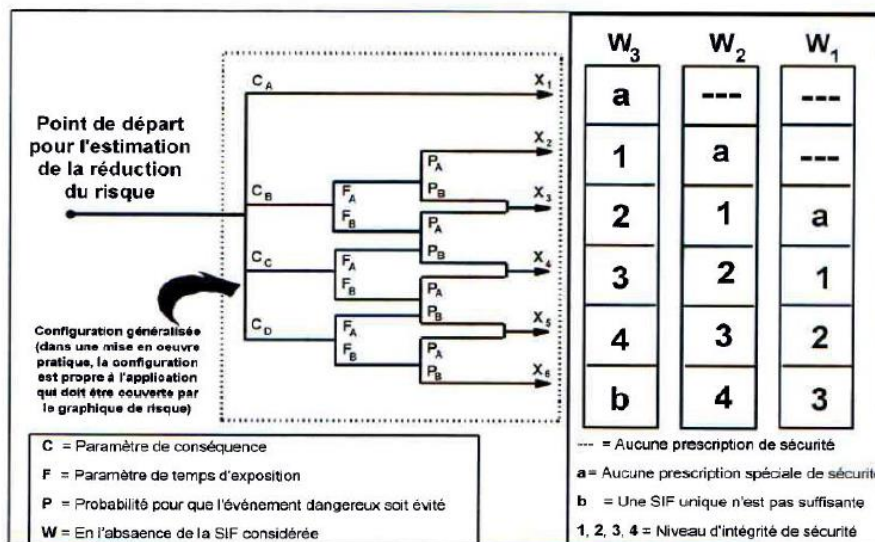 W3 W2 W1
a --- ---
1 a ---
2 1 a
3 2 1
4 3 2
b 4 3
Point de départ
pour l'estimation
de la réduction
du risque
CA X1
PA X2
CB FA PB X3
FB PA
CC FA PB X4
FB PA
CD FA PB X5
FB PA
PB X6
Configuration généralisée
(dans une mise en oeuvre
pratique, la configuration
est propre à l'application
qui doit être couverte par
le graphique de risque)
C = Paramètre de conséquence
F = Paramètre de temps d'exposition
P = Probabilité pour que l'événement dangereux soit évité
W = En l'absaence de la SIF considérée
--- = Aucune prescription de sécurité
a = Aucune prescription spéciale de sécurité
b = Une SIF unique n'est pas suffisante
1, 2, 3, 4 = Niveau d'intégrité de sécurité